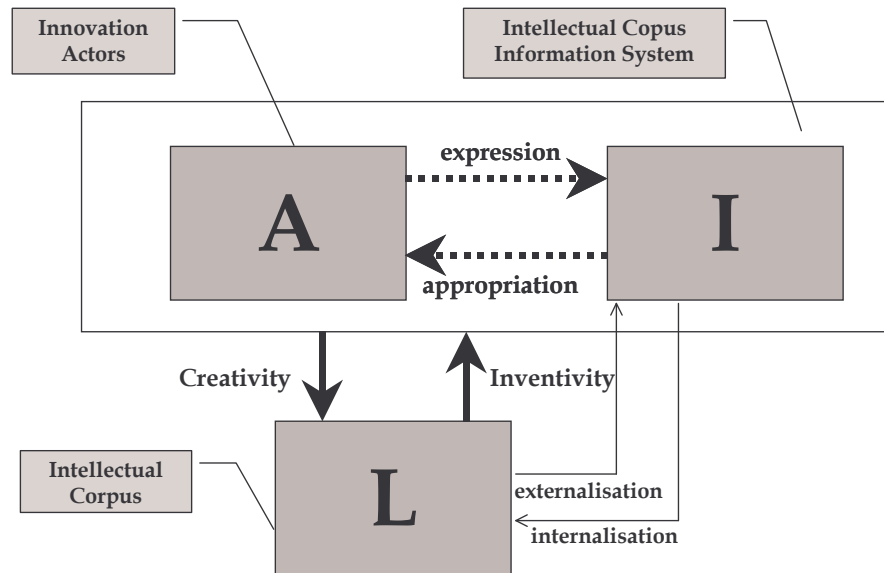 Innovation
Actors
Intellectual Copus
Information System
expression
A
I
appropriation
Creativity
Inventivity
Intellectual
Corpus
L
externalisation
internalisation